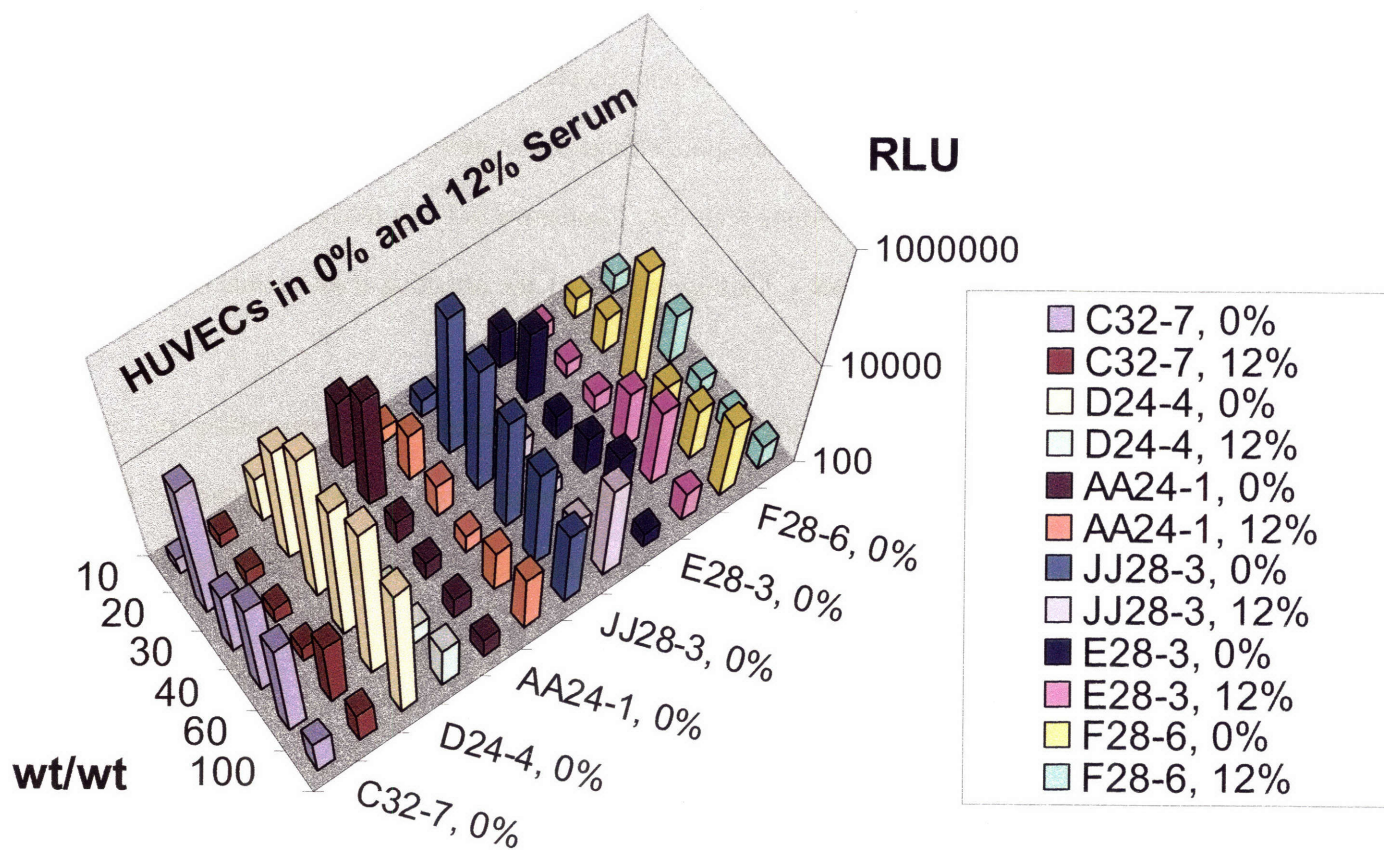 HUVECs in 0% and 12% Serum
RLU
1000000
10000
100
C32-7, 0%
C32-7, 12%
D24-4, 0%
D24-4, 12%
AA24-1, 0%
AA24-1, 12%
JJ28-3, 0%
JJ28-3, 12%
E28-3, 0%
E28-3, 12%
F28-6, 0%
F28-6, 12%
10
20
30
40
60
100
wt/wt
F28-6, 0%
E28-3, 0%
JJ28-3, 0%
AA24-1, 0%
D24-4, 0%
C32-7, 0%